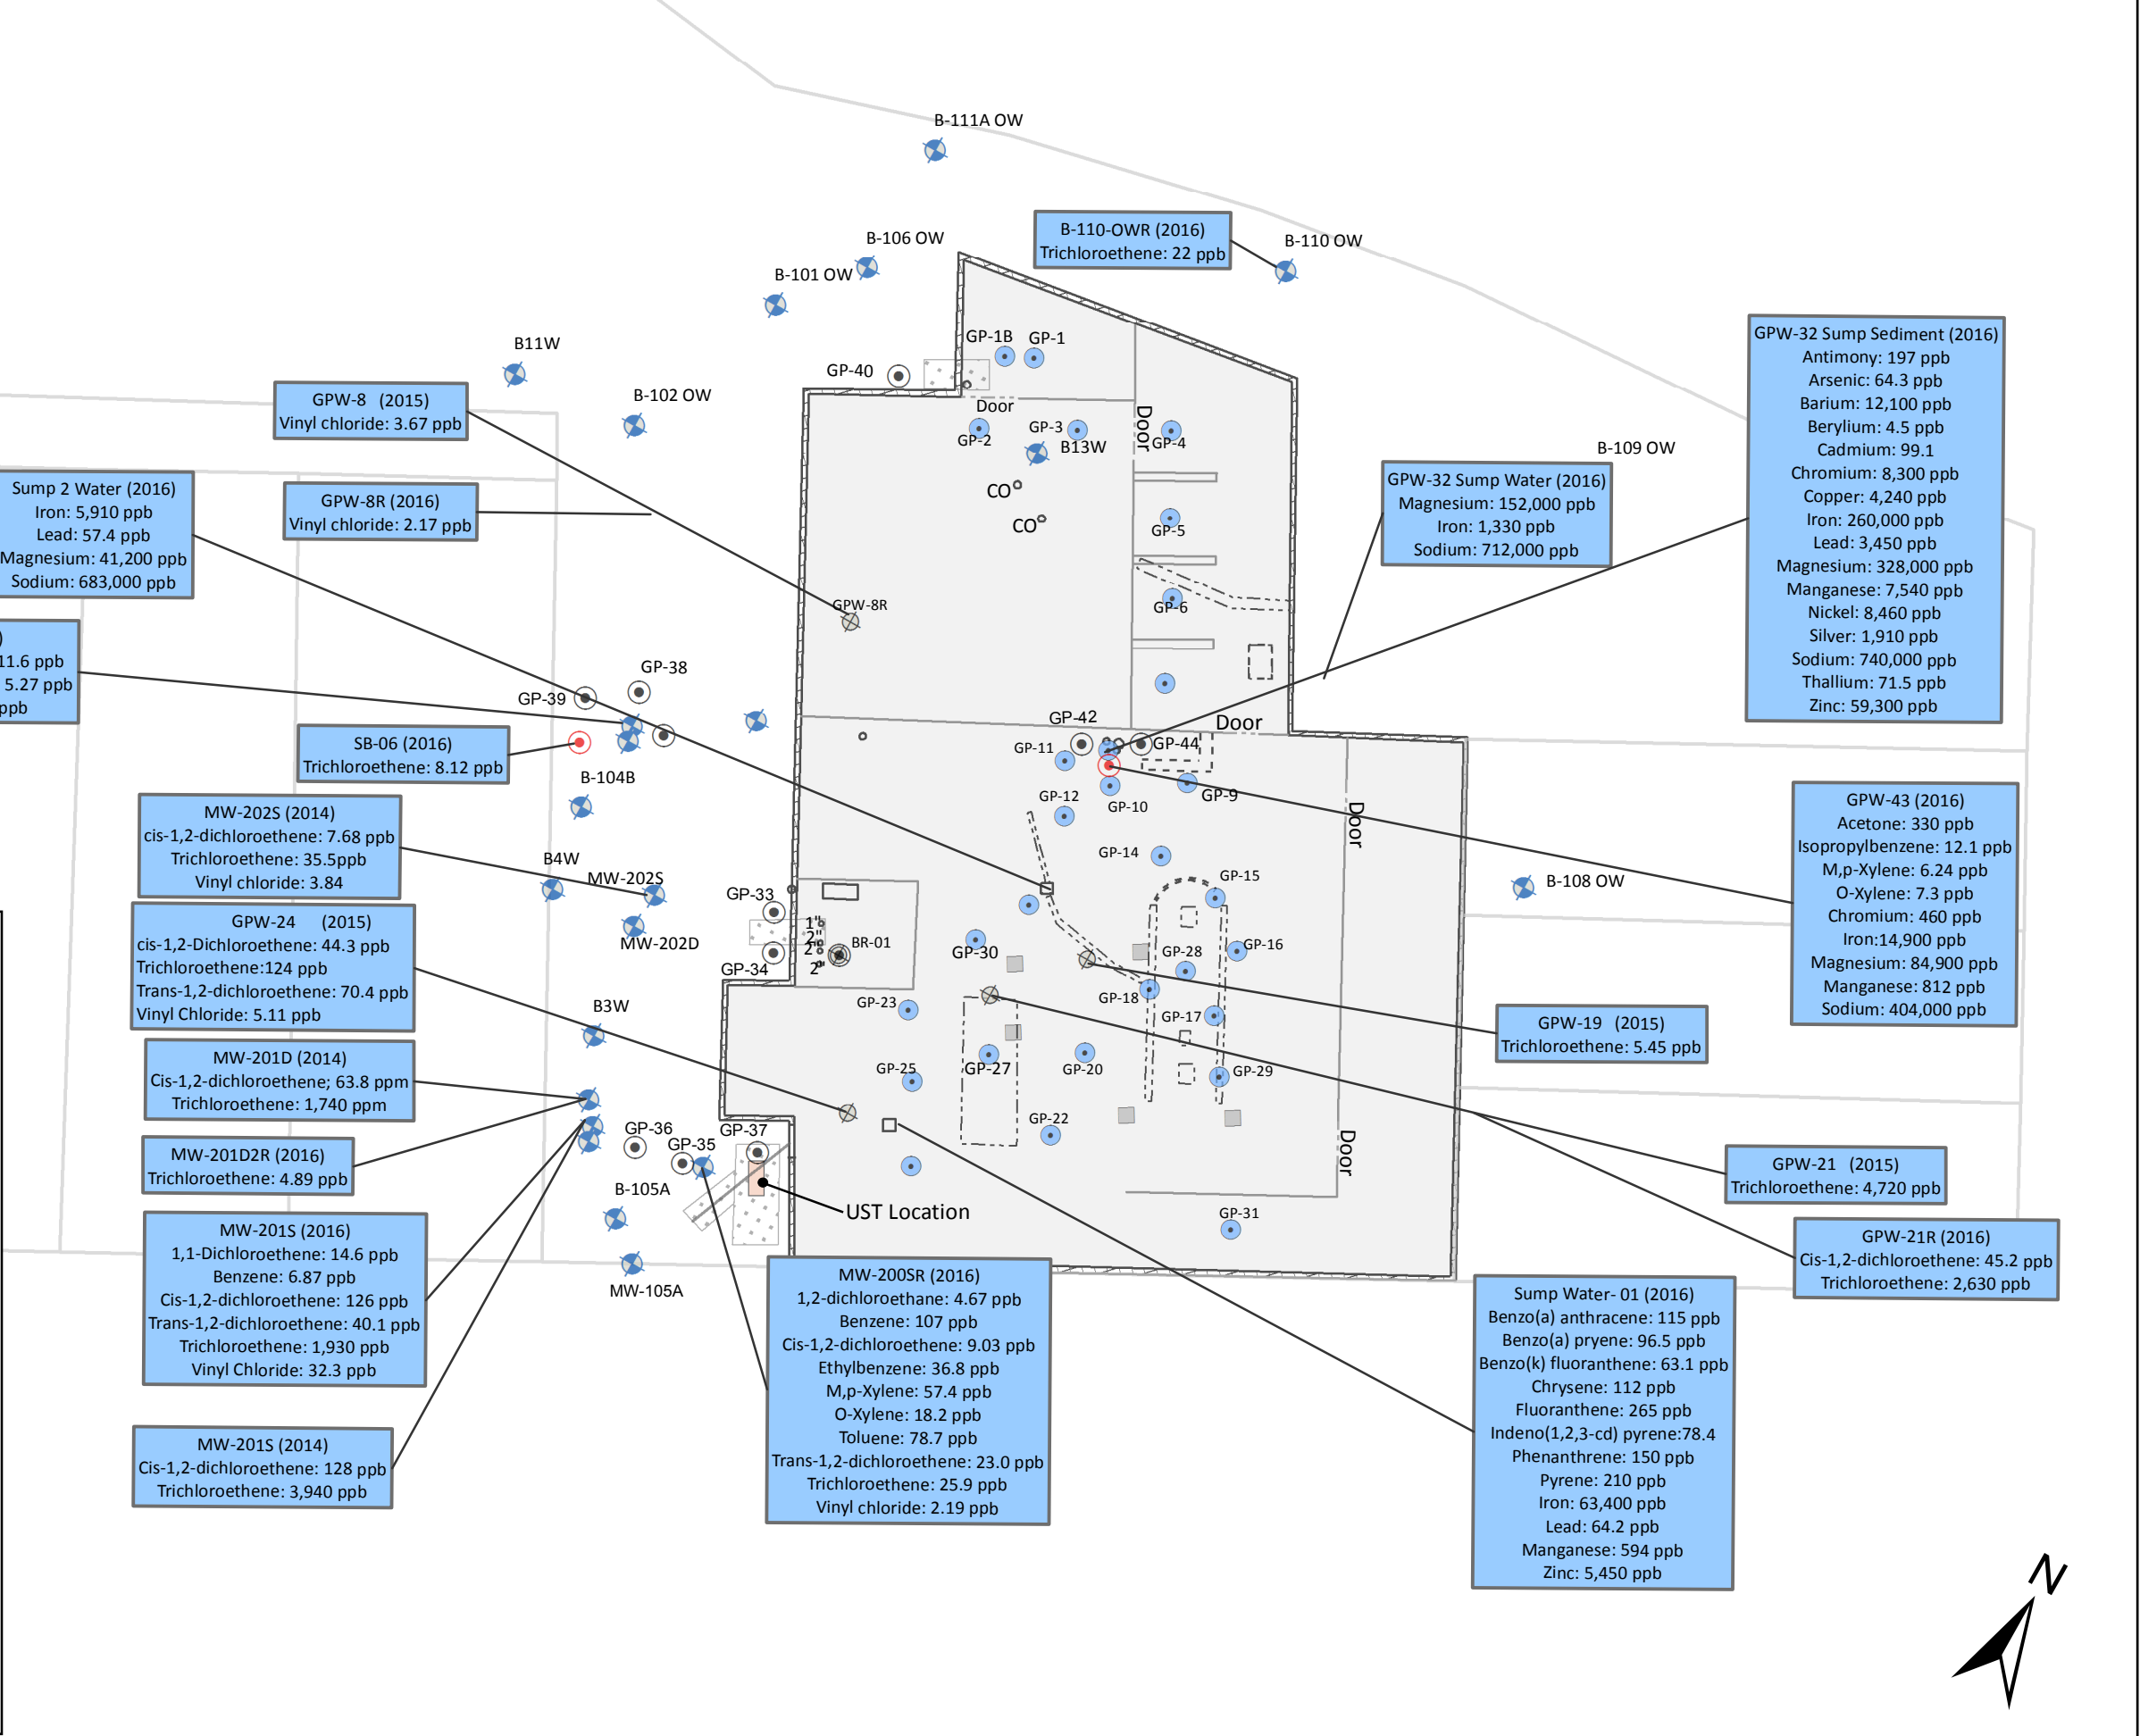 B-111A OW
B-110-OWR (2016)
Trichloroethene: 22 ppb
B-110 OW
B-106 OW
B-101 OW
B11W
B-102 OW
GPW-8 (2015)
Vinyl chloride: 3.67 ppb
GPW-8R (2016)
Vinyl chloride: 2.17 ppb
Sump 2 Water (2016)
Iron: 5,910 ppb
Lead: 57.4 ppb
Magnesium: 41,200 ppb
Sodium: 683,000 ppb
)
11.6 ppb
5.27 ppb
ppb
GP-40
GP-1B
GP-1
Door
GP-2
GP-3
B13W
Door
GP-4
CO
CO
GP-5
GP-6
GPW-8R
GPW-32 Sump Water (2016)
Magnesium: 152,000 ppb
Iron: 1,330 ppb
Sodium: 712,000 ppb
B-109 OW
GPW-32 Sump Sediment (2016)
Antimony: 197 ppb
Arsenic: 64.3 ppb
Barium: 12,100 ppb
Berylium: 4.5 ppb
Cadmium: 99.1
Chromium: 8,300 ppb
Copper: 4,240 ppb
Iron: 260,000 ppb
Lead: 3,450 ppb
Magnesium: 328,000 ppb
Manganese: 7,540 ppb
Nickel: 8,460 ppb
Silver: 1,910 ppb
Sodium: 740,000 ppb
Thallium: 71.5 ppb
Zinc: 59,300 ppb
GP-38
GP-39
SB-06 (2016)
Trichloroethene: 8.12 ppb
B-104B
GP-42
Door
GP-11
GP-44
GP-12
GP-10
GP-9
Door
GP-14
GP-15
MW-202S (2014)
cis-1,2-dichloroethene: 7.68 ppb
Trichloroethene: 35.5ppb
Vinyl chloride: 3.84
B4W
MW-202S
MW-202D
GP-33
GP-34
1"
2"
2"
2"
BR-01
GP-30
GP-28
GP-16
GP-18
GP-17
GP-23
GP-25
GP-27
GP-20
GP-29
GP-22
GP-31
Door
B-108 OW
GPW-43 (2016)
Acetone: 330 ppb
Isopropylbenzene: 12.1 ppb
M,p-Xylene: 6.24 ppb
O-Xylene: 7.3 ppb
Chromium: 460 ppb
Iron:14,900 ppb
Magnesium: 84,900 ppb
Manganese: 812 ppb
Sodium: 404,000 ppb
GPW-19 (2015)
Trichloroethene: 5.45 ppb
GPW-24 (2015)
cis-1,2-Dichloroethene: 44.3 ppb
Trichloroethene:124 ppb
Trans-1,2-dichloroethene: 70.4 ppb
Vinyl Chloride: 5.11 ppb
B3W
MW-201D (2014)
Cis-1,2-dichloroethene; 63.8 ppm
Trichloroethene: 1,740 ppm
MW-201D2R (2016)
Trichloroethene: 4.89 ppb
GP-36
GP-35
GP-37
B-105A
MW-105A
UST Location
GPW-21 (2015)
Trichloroethene: 4,720 ppb
GPW-21R (2016)
Cis-1,2-dichloroethene: 45.2 ppb
Trichloroethene: 2,630 ppb
MW-201S (2016)
1,1-Dichloroethene: 14.6 ppb
Benzene: 6.87 ppb
Cis-1,2-dichloroethene: 126 ppb
Trans-1,2-dichloroethene: 40.1 ppb
Trichloroethene: 1,930 ppb
Vinyl Chloride: 32.3 ppb
MW-201S (2014)
Cis-1,2-dichloroethene: 128 ppb
Trichloroethene: 3,940 ppb
MW-200SR (2016)
1,2-dichloroethane: 4.67 ppb
Benzene: 107 ppb
Cis-1,2-dichloroethene: 9.03 ppb
Ethylbenzene: 36.8 ppb
M,p-Xylene: 57.4 ppb
O-Xylene: 18.2 ppb
Toluene: 78.7 ppb
Trans-1,2-dichloroethene: 23.0 ppb
Trichloroethene: 25.9 ppb
Vinyl chloride: 2.19 ppb
Sump Water- 01 (2016)
Benzo(a) anthracene: 115 ppb
Benzo(a) pryene: 96.5 ppb
Benzo(k) fluoranthene: 63.1 ppb
Chrysene: 112 ppb
Fluoranthene: 265 ppb
Indeno(1,2,3-cd) pyrene:78.4
Phenanthrene: 150 ppb
Pyrene: 210 ppb
Iron: 63,400 ppb
Lead: 64.2 ppb
Manganese: 594 ppb
Zinc: 5,450 ppb
N